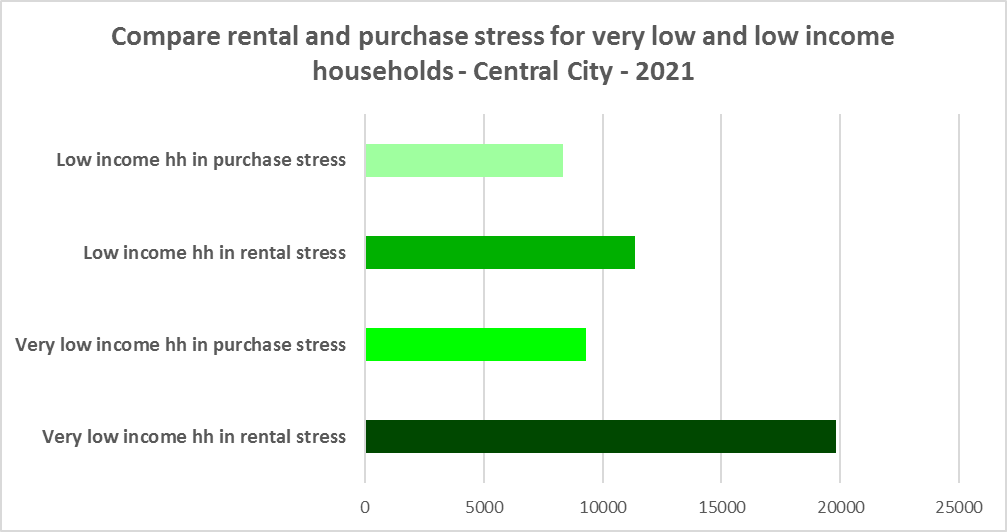 Compare rental and purchase stress for very low and low income
households - Central City - 2021
Low income hh in purchase stress
Low income hh in rental stress
Very low income hh in purchase stress
Very low income hh in rental stress
0 5000 10000 15000 20000 25000